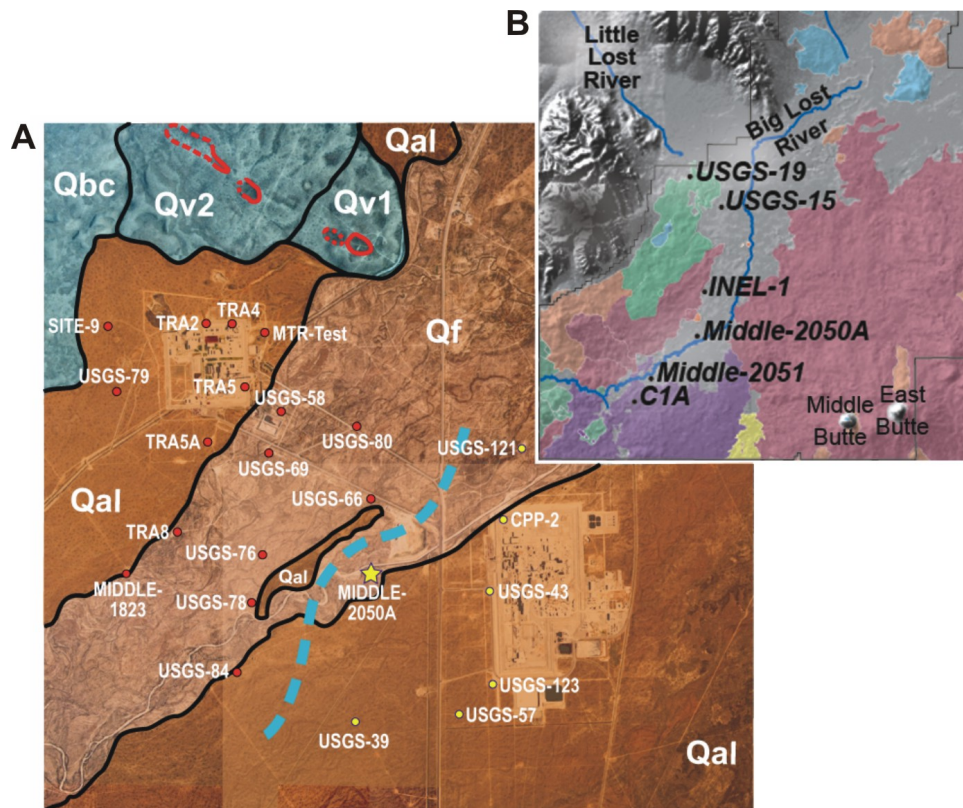 A
Qbc
Qv2
Qv1
Qal
SITE-9
TRA2
TRA4
MTR-Test
Qf
USGS-79
TRA5
USGS-58
TRA5A
USGS-80
USGS-121
USGS-69
Qal
USGS-66
CPP-2
TRA8
USGS-76
Qal
MIDDLE-
1823
MIDDLE-
2050A
USGS-43
USGS-78
USGS-84
USGS-123
USGS-57
USGS-39
Qal
B
Little
Lost
River
Big Lost
River
USGS-19
USGS-15
INEL-1
Middle-2050A
Middle-2051
C1A
Middle
Butte
East
Butte